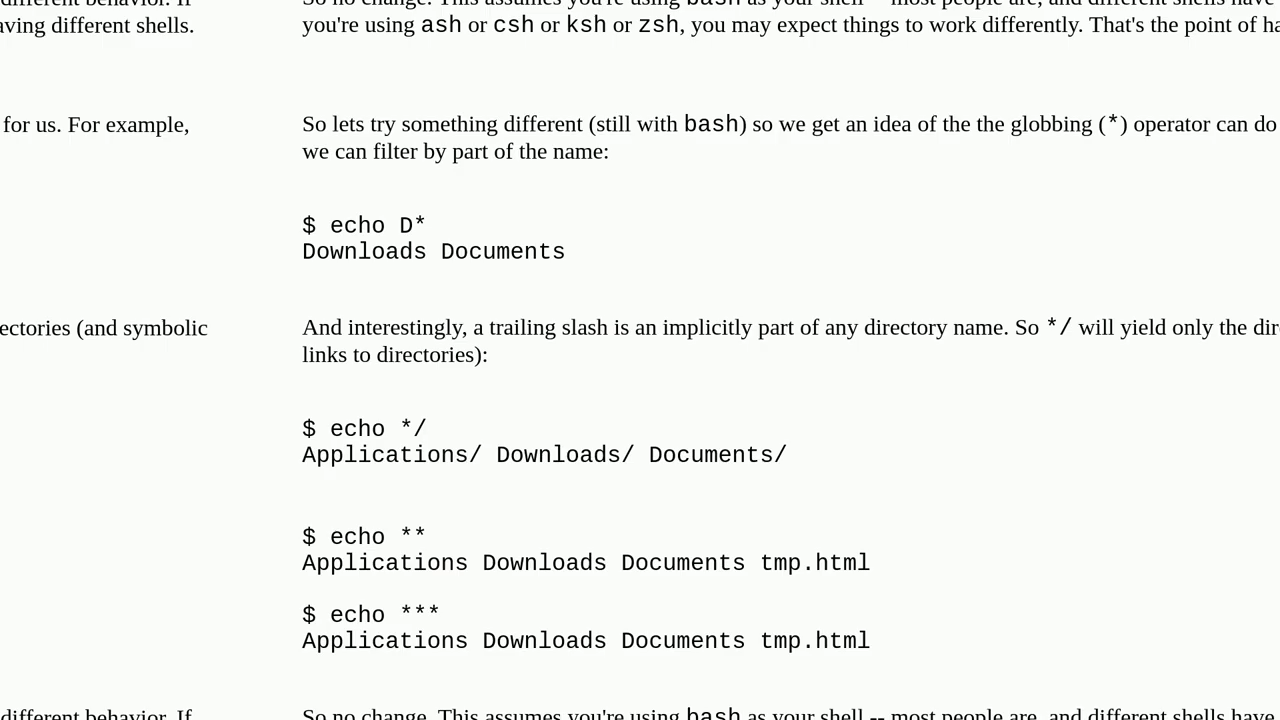 different behavior. If
So no change. This assumes you're using bash as your shell -- most people are, and different shells have
aving different shells.
you're using ash or csh or ksh or zsh, you may expect things to work differently. That's the point of ha
for us. For example,
So lets try something different (still with bash) so we get an idea of the the globbing (*) operator can do
we can filter by part of the name:
$ echo D*
Downloads Documents
ectories (and symbolic
And interestingly, a trailing slash is an implicitly part of any directory name. So */ will yield only the dire
links to directories):
$ echo */
Applications/ Downloads/ Documents/
$ echo **
Applications Downloads Documents tmp.html
$ echo ***
Applications Downloads Documents tmp.html
different behavior. If
So no change. This assumes you're using bash as your shell -- most people are, and different shells have